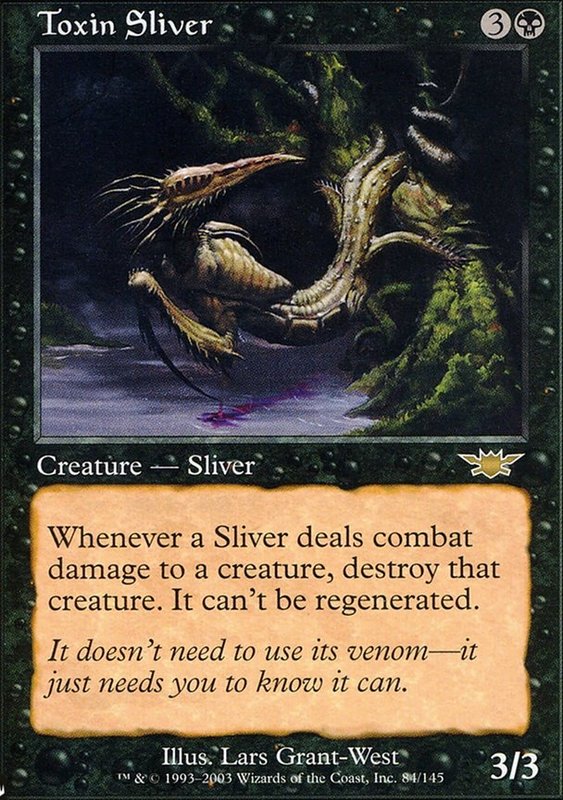 Toxin Sliver 3
Creature — Sliver
Whenever a Sliver deals combat
damage to a creature, destroy that
creature. It can't be regenerated.
It doesn't need to use its venom—it
just needs you to know it can.
Illus. Lars Grant-West
™ & © 1993–2003 Wizards of the Coast, Inc. 84/145
3/3